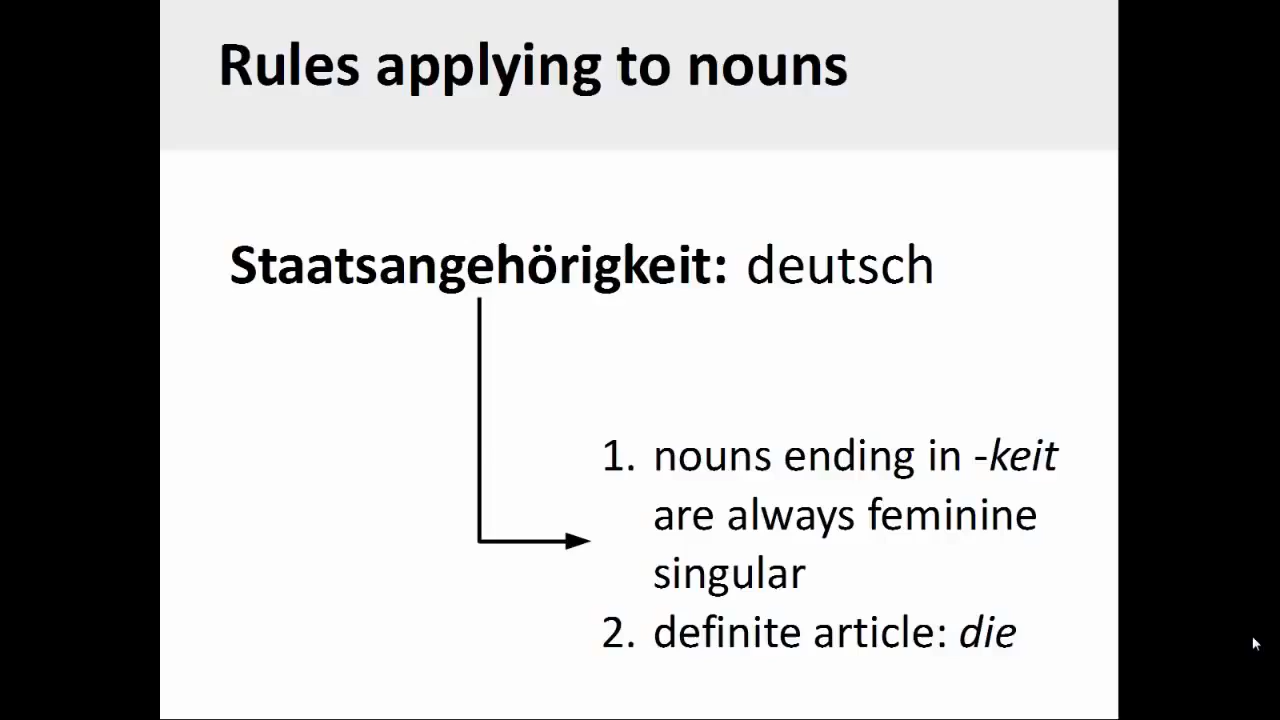 Rules applying to nouns
Staatsangehörigkeit: deutsch
1. nouns ending in -keit
are always feminine
singular
2. definite article: die